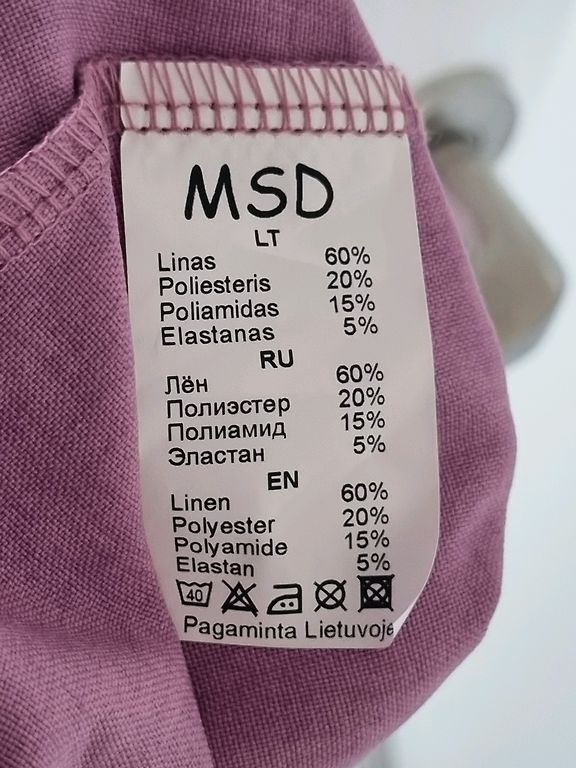 MSD
LT
Linas 60%
Poliesteris 20%
Poliamidas 15%
Elastanas 5%
RU
Лён 60%
Полиэстер 20%
Полиамид 15%
Эластан 5%
EN
Linen 60%
Polyester 20%
Polyamide 15%
Elastan 5%
40
Pagaminta Lietuvoje